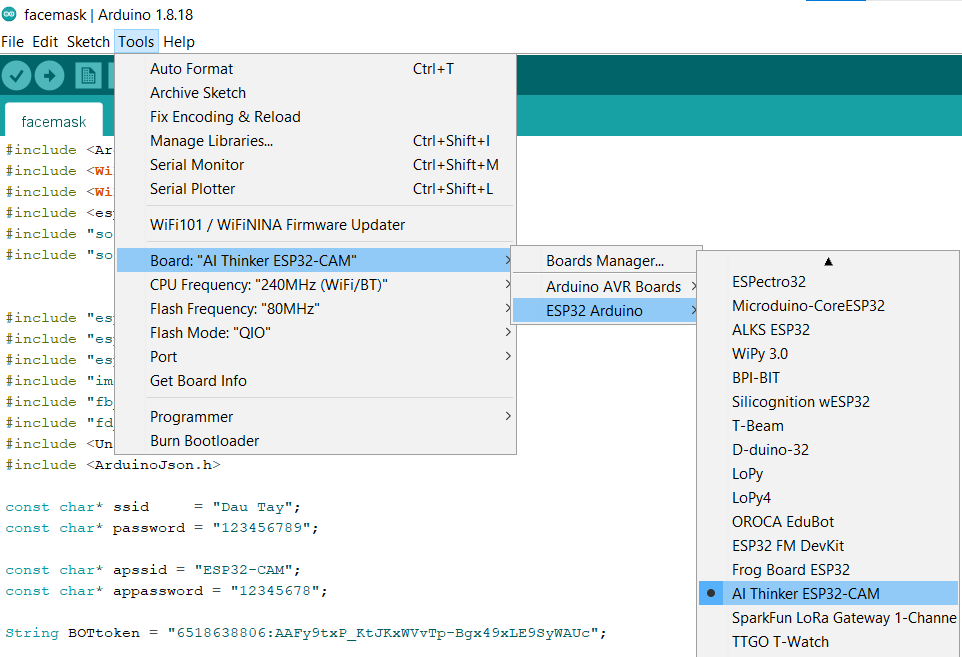 facemask | Arduino 1.8.18
File Edit Sketch Tools Help
Auto Format Ctrl+T
Archive Sketch
Fix Encoding & Reload
Manage Libraries... Ctrl+Shift+I
Serial Monitor Ctrl+Shift+M
Serial Plotter Ctrl+Shift+L
WiFi101 / WiFiNINA Firmware Updater
Board: "AI Thinker ESP32-CAM"
CPU Frequency: "240MHz (WiFi/BT)"
Flash Frequency: "80MHz"
Flash Mode: "QIO"
Port
Get Board Info
Programmer
Burn Bootloader
Boards Manager...
Arduino AVR Boards
ESP32 Arduino
ESPectro32
Microduino-CoreESP32
ALKS ESP32
WiPy 3.0
BPI-BIT
Silicognition wESP32
T-Beam
D-duino-32
LoPy
LoPy4
OROCA EduBot
ESP32 FM DevKit
Frog Board ESP32
AI Thinker ESP32-CAM
SparkFun LoRa Gateway 1-Channe
TTGO T-Watch
facemask
#include <Ar
#include <Wi
#include <Wi
#include <es
#include "so
#include "so
#include "es
#include "es
#include "es
#include "im
#include "fb_
#include "fd_
#include <Un
#include <ArduinoJson.h>
const char* ssid = "Dau Tay";
const char* password = "123456789";
const char* apssid = "ESP32-CAM";
const char* appassword = "12345678";
String BOTtoken = "6518638806:AAFy9txP_KtJKxWVvTp-Bgx49xLE9SyWAUc";